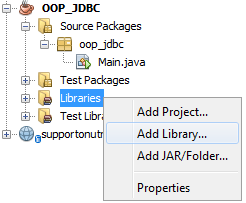 OOP_JDBC
Source Packages
oop_jdbc
Main.java
Test Packages
Libraries
Test Libra
supportonutr
Add Project...
Add Library...
Add JAR/Folder...
Properties